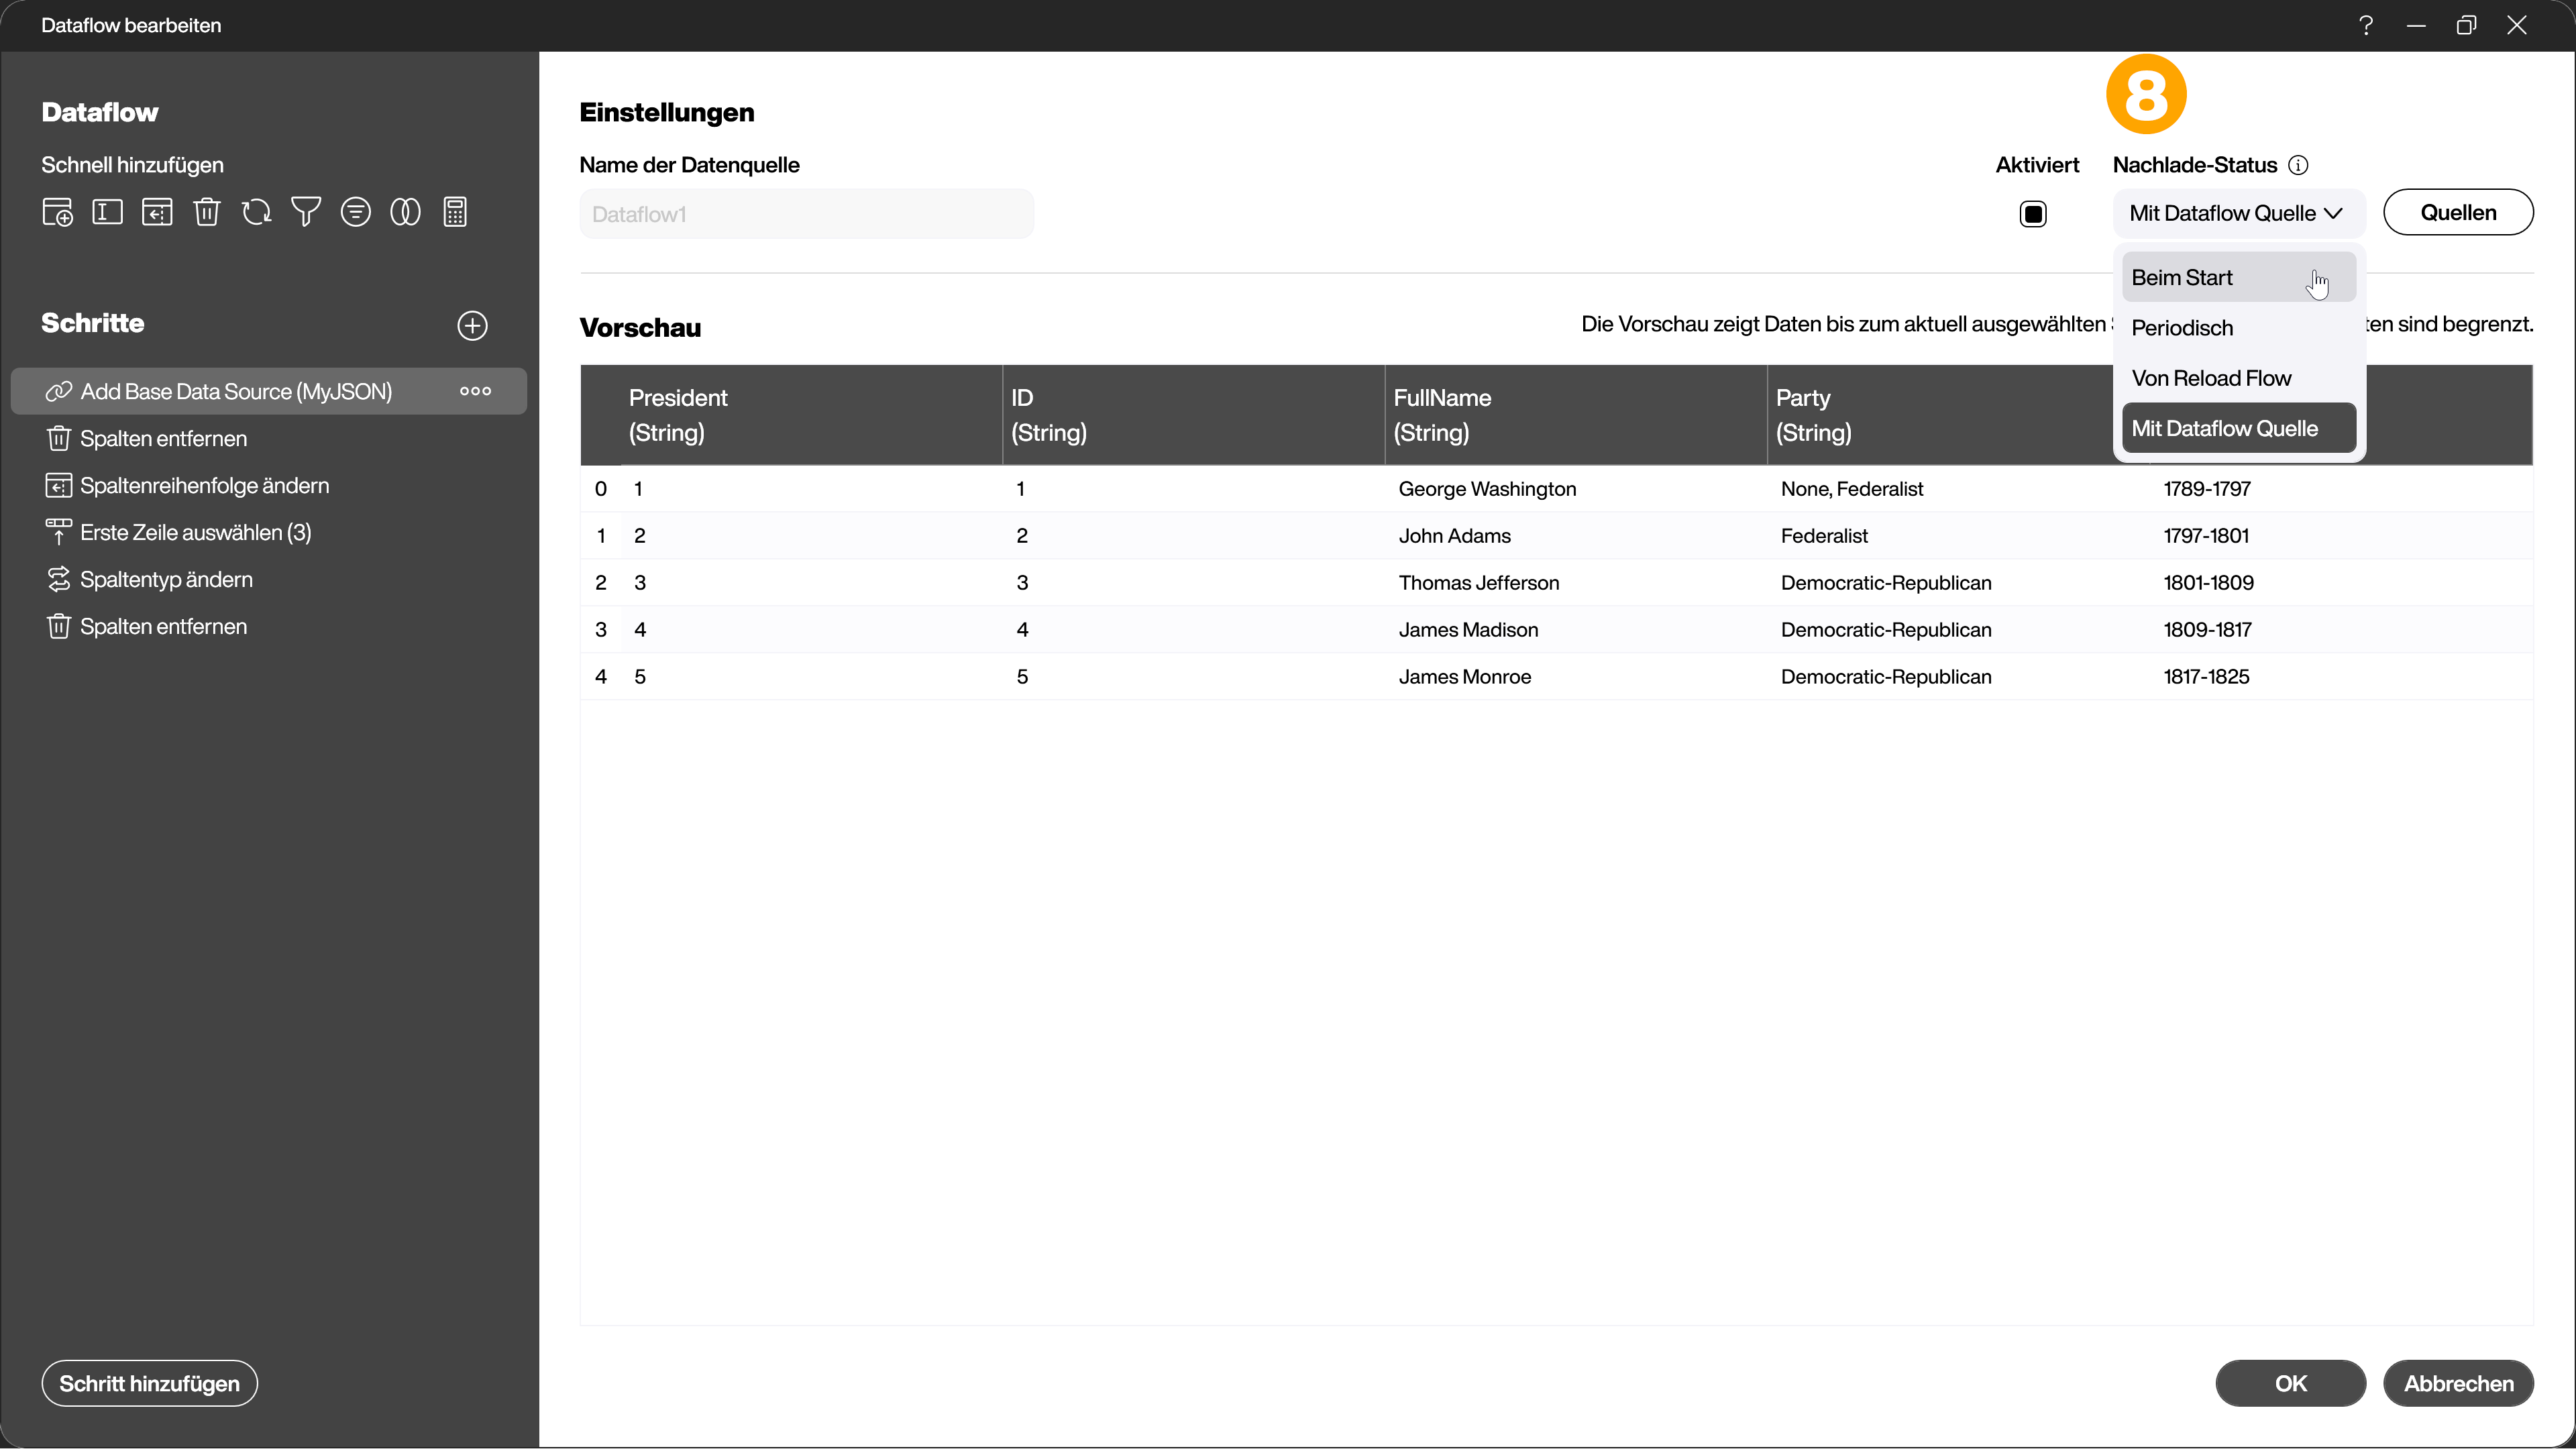 Dataflow bearbeiten
Dataflow
Schnell hinzufügen
Schritte
Add Base Data Source (MyJSON)
Spalten entfernen
Spaltenreihenfolge ändern
Erste Zeile auswählen (3)
Spaltentyp ändern
Spalten entfernen
Schritt hinzufügen
8
Einstellungen
Name der Datenquelle
Aktiviert
Nachlade-Status
Dataflow1
Mit Dataflow Quelle
Quellen
Beim Start
Periodisch
Von Reload Flow
Mit Dataflow Quelle
Vorschau
Die Vorschau zeigt Daten bis zum aktuell ausgewählten
sind begrenzt.
President
(String)
ID
(String)
FullName
(String)
Party
(String)
0 1 1 George Washington None, Federalist 1789-1797
1 2 2 John Adams Federalist 1797-1801
2 3 3 Thomas Jefferson Democratic-Republican 1801-1809
3 4 4 James Madison Democratic-Republican 1809-1817
4 5 5 James Monroe Democratic-Republican 1817-1825
OK
Abbrechen